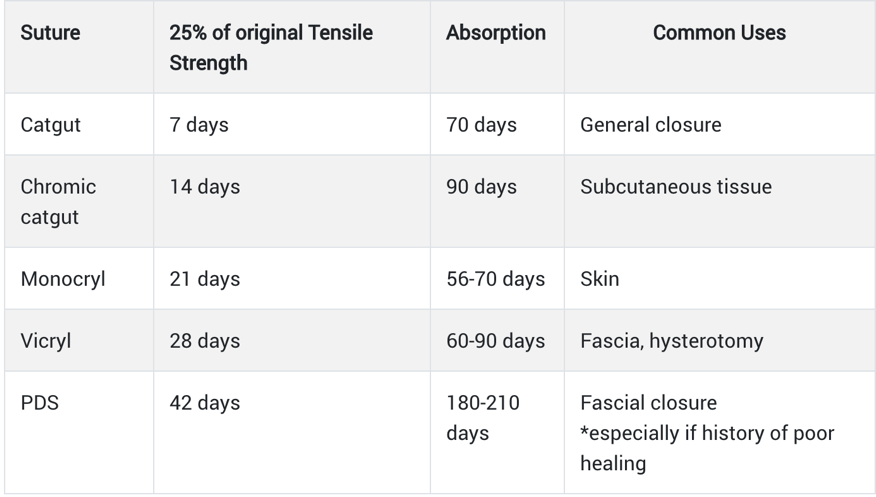 Suture
25% of original Tensile
Strength
Absorption
Common Uses
Catgut
7 days
70 days
General closure
Chromic
catgut
14 days
90 days
Subcutaneous tissue
Monocryl
21 days
56-70 days
Skin
Vicryl
28 days
60-90 days
Fascia, hysterotomy
PDS
42 days
180-210
days
Fascial closure
*especially if history of poor
healing